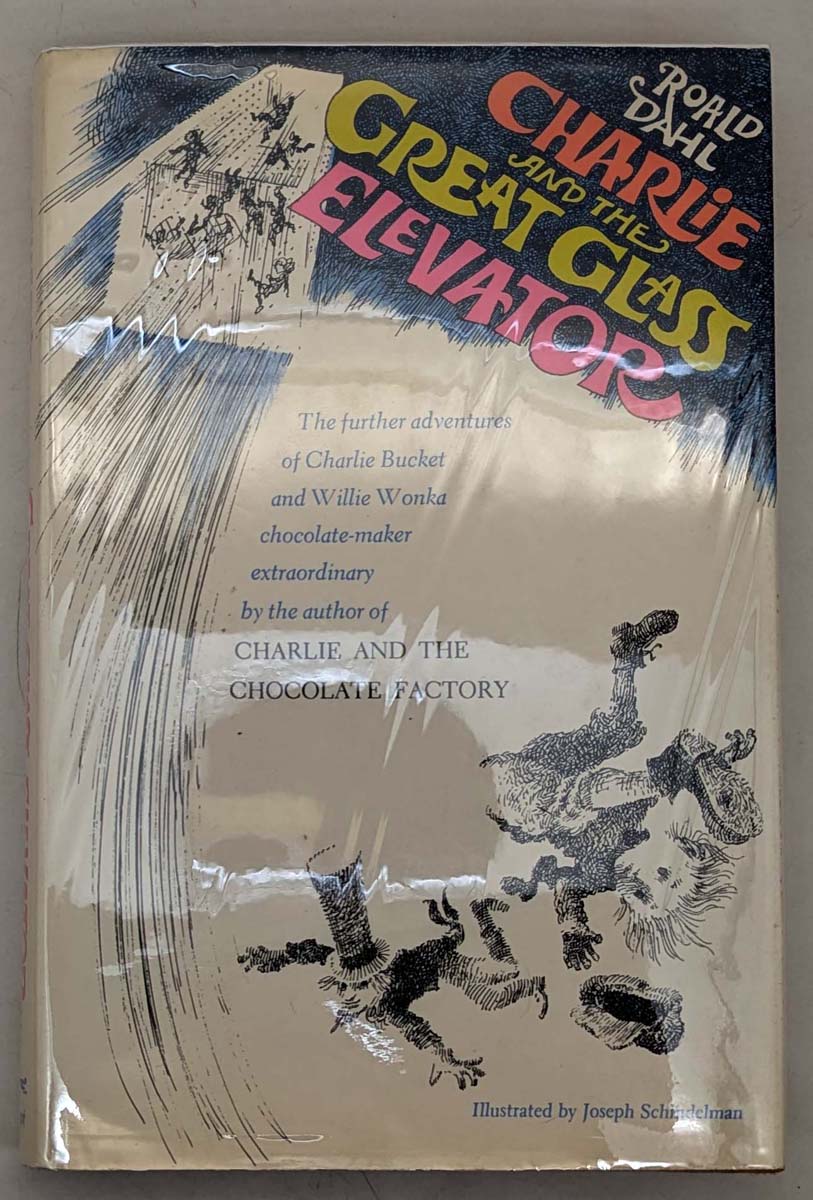 ROALD
DAHL
CHARLIE
AND THE
GREAT GLASS
ELEVATOR
The further adventures
of Charlie Bucket
and Willie Wonka
chocolate-maker
extraordinary
by the author of
CHARLIE AND THE
CHOCOLATE FACTORY
Illustrated by Joseph Schindelman